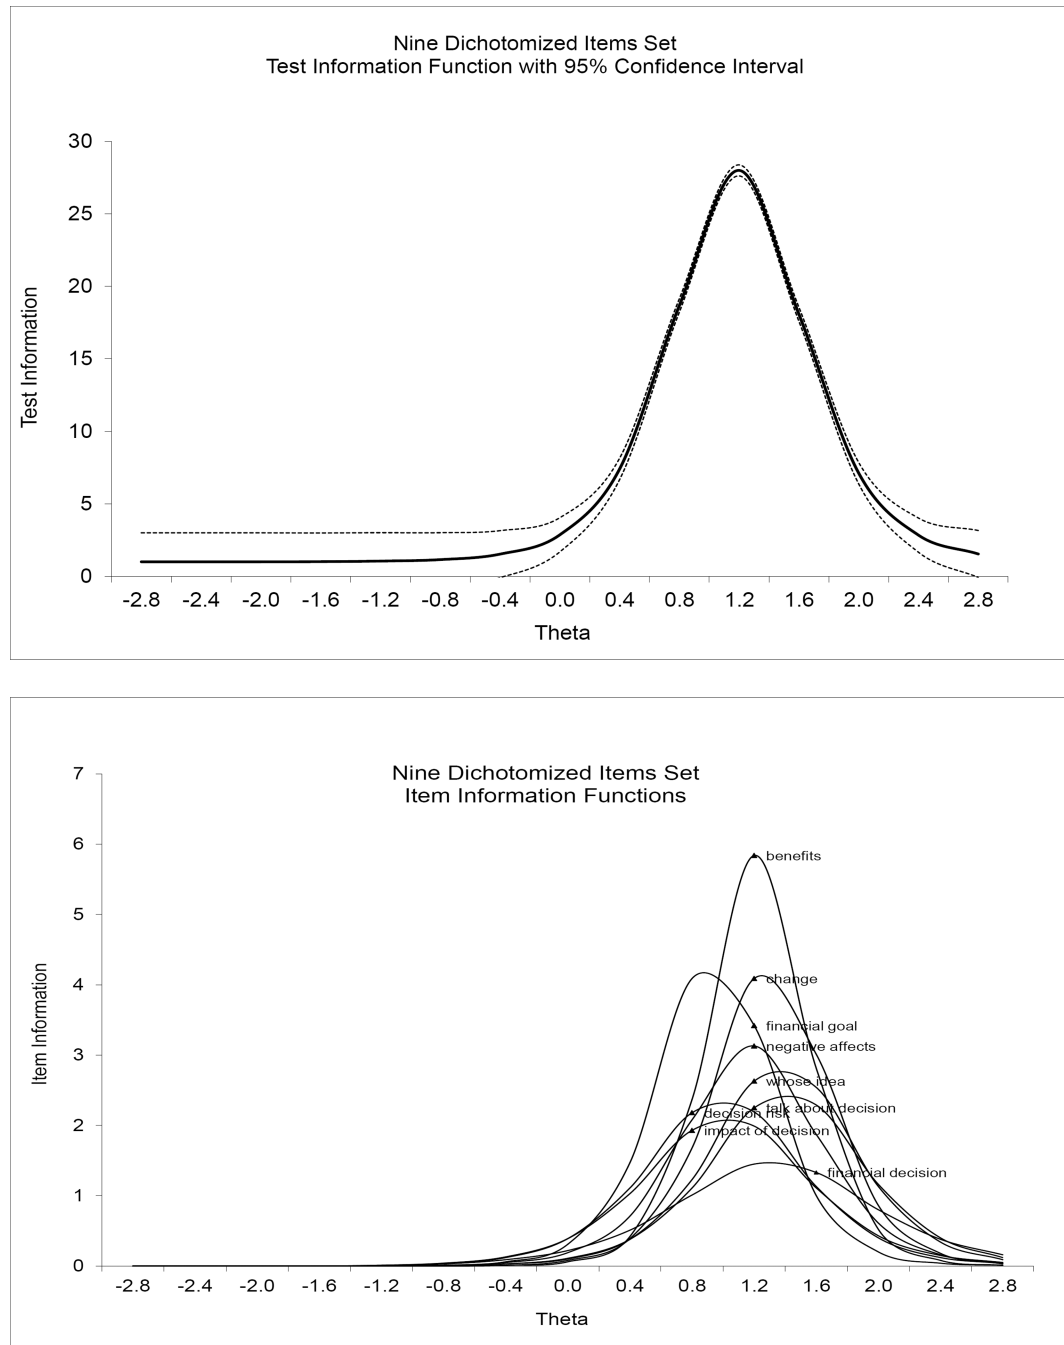 Nine Dichotomized Items Set
Test Information Function with 95% Confidence Interval
30
25
20
15
10
5
0
Test Information
-2.8 -2.4 -2.0 -1.6 -1.2 -0.8 -0.4 0.0 0.4 0.8 1.2 1.6 2.0 2.4 2.8
Theta
Nine Dichotomized Items Set
Item Information Functions
7
6
5
4
3
2
1
0
Item Information
benefits
change
financial goal
negative affects
whose idea
talk about decision
decision risk
impact of decision
financial decision
-2.8 -2.4 -2.0 -1.6 -1.2 -0.8 -0.4 0.0 0.4 0.8 1.2 1.6 2.0 2.4 2.8
Theta